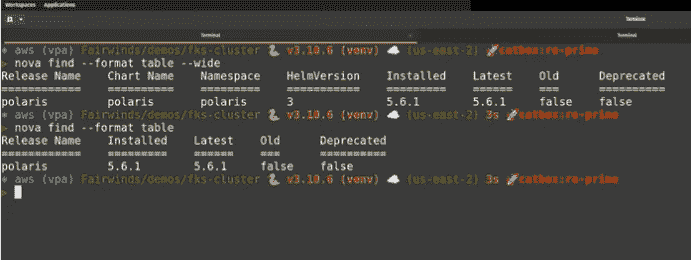 Workspaces Applications
Terminal
Terminal Terminal
aws (vpa) Fairwinds/demos/fks-cluster 🐍 v3.10.6 (venv) ☁️ (us-east-2) 🚀catbox:ro-prime
> nova find --format table --wide
Release Name Chart Name Namespace HelmVersion Installed Latest Old Deprecated
============ ========== ========= =========== ========= ====== === ==========
polaris polaris polaris 3 5.6.1 5.6.1 false false
aws (vpa) Fairwinds/demos/fks-cluster 🐍 v3.10.6 (venv) ☁️ (us-east-2) 3s 🚀catbox:ro-prime
> nova find --format table
Release Name Installed Latest Old Deprecated
============ ========= ====== === ==========
polaris 5.6.1 5.6.1 false false
aws (vpa) Fairwinds/demos/fks-cluster 🐍 v3.10.6 (venv) ☁️ (us-east-2) 3s 🚀catbox:ro-prime
>